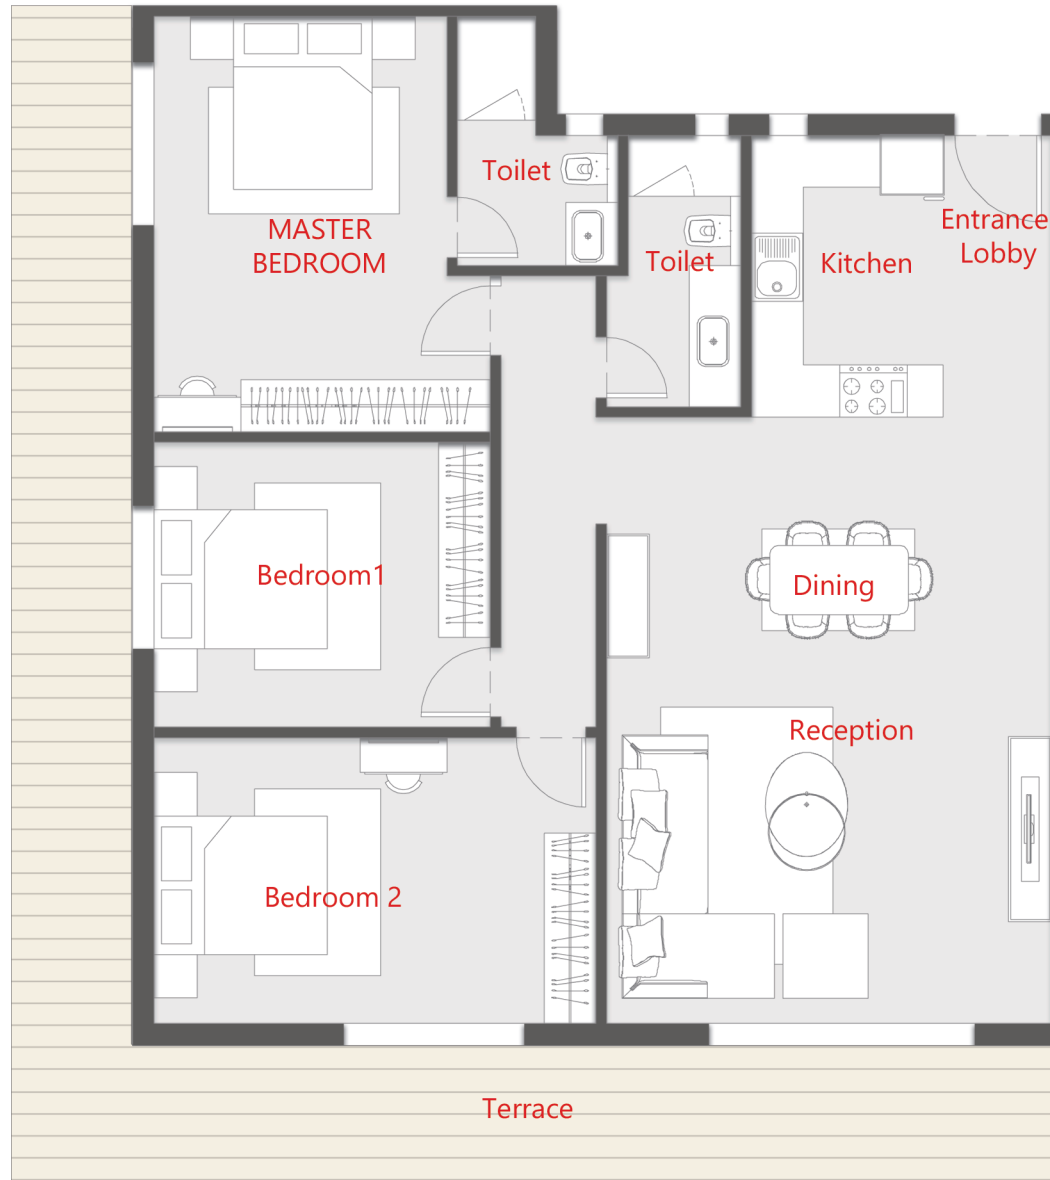 Toilet
MASTER
BEDROOM
Entrance
Lobby
Toilet
Kitchen
Bedroom1
Dining
Reception
Bedroom 2
Terrace